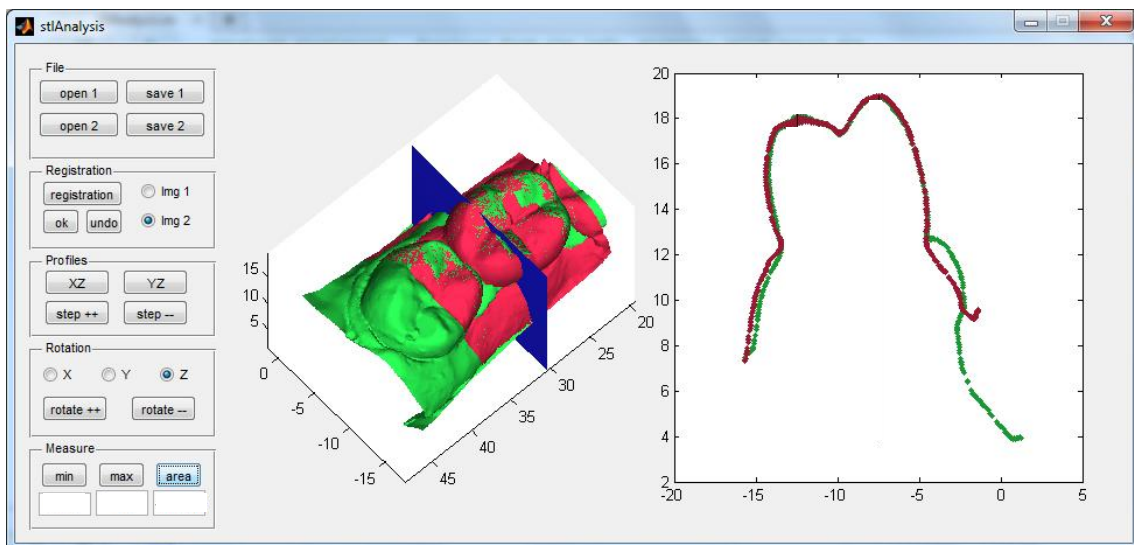 stlAnalysis
File
open 1 save 1
open 2 save 2
Registration
registration Img 1
ok undo Img 2
Profiles
XZ YZ
step ++ step --
Rotation
X Y Z
rotate ++ rotate --
Measure
min max area
15
10
5
0
-5
-10
-15
20
25
30
35
40
45
20
18
16
14
12
10
8
6
4
2
-20 -15 -10 -5 0 5